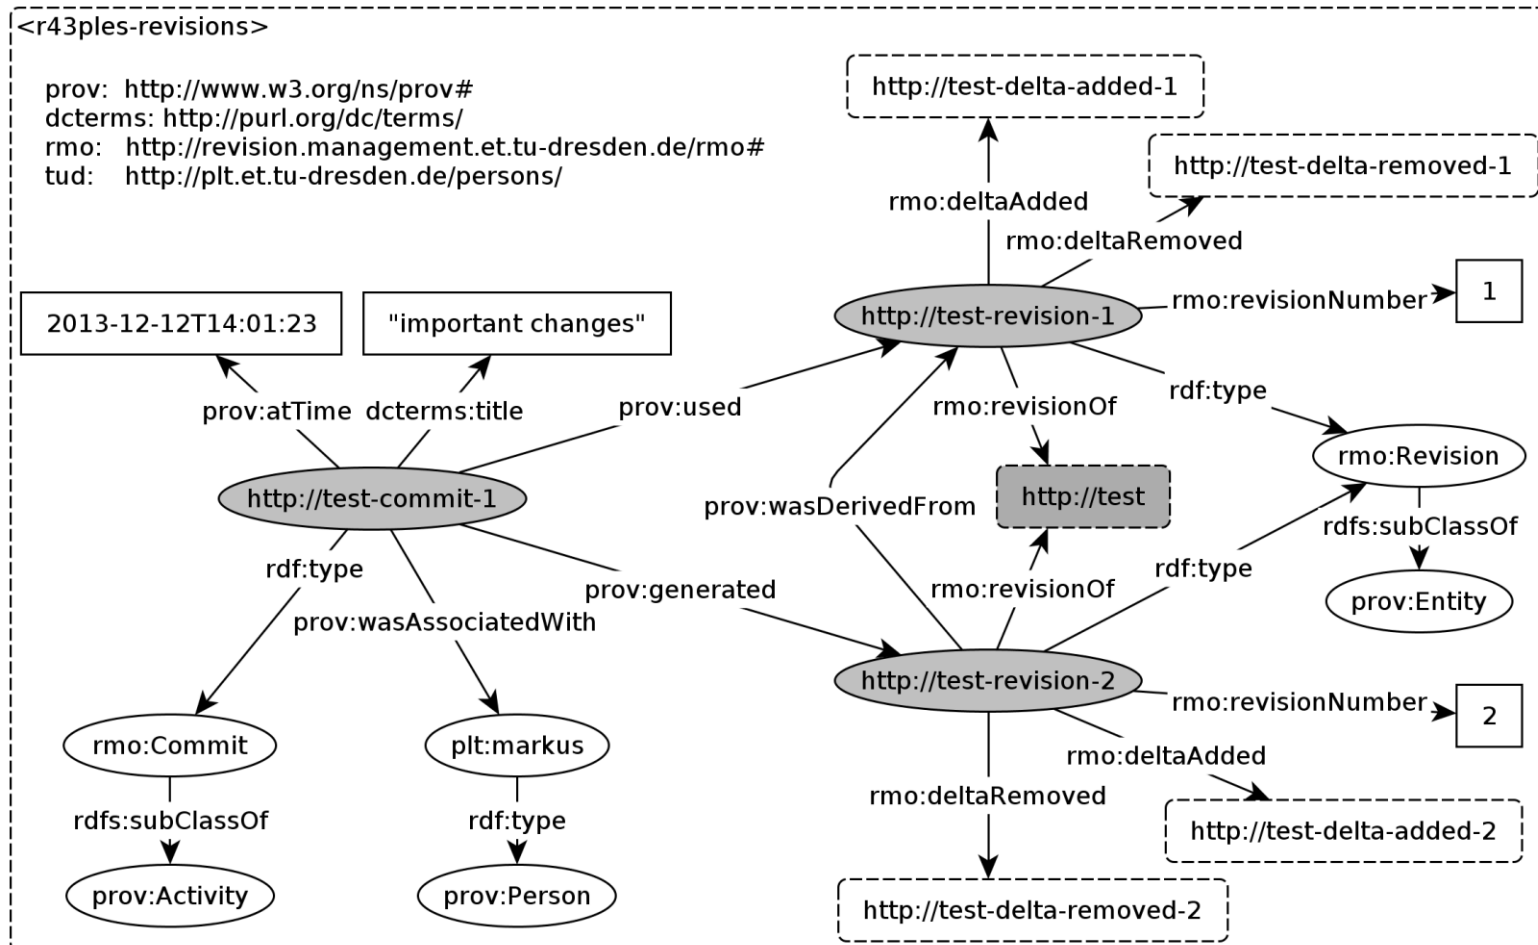 <r43ples-revisions>
prov: http://www.w3.org/ns/prov#
dcterms: http://purl.org/dc/terms/
rmo: http://revision.management.et.tu-dresden.de/rmo#
tud: http://plt.et.tu-dresden.de/persons/
http://test-delta-added-1
http://test-delta-removed-1
rmo:deltaAdded
rmo:deltaRemoved
rmo:revisionNumber
1
http://test-revision-1
2013-12-12T14:01:23
"important changes"
prov:atTime
dcterms:title
prov:used
rmo:revisionOf
rdf:type
rmo:Revision
http://test-commit-1
prov:wasDerivedFrom
http://test
rdfs:subClassOf
rdf:type
prov:generated
rmo:revisionOf
rdf:type
prov:Entity
prov:wasAssociatedWith
http://test-revision-2
rmo:revisionNumber
2
rmo:Commit
plt:markus
rmo:deltaAdded
rmo:deltaRemoved
rdfs:subClassOf
rdf:type
http://test-delta-added-2
prov:Activity
prov:Person
http://test-delta-removed-2